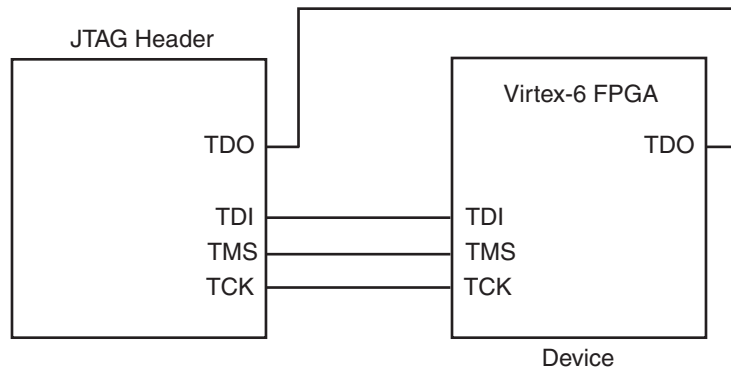 JTAG Header
TDO
TDI
TMS
TCK
Virtex-6 FPGA
TDO
TDI
TMS
TCK
Device